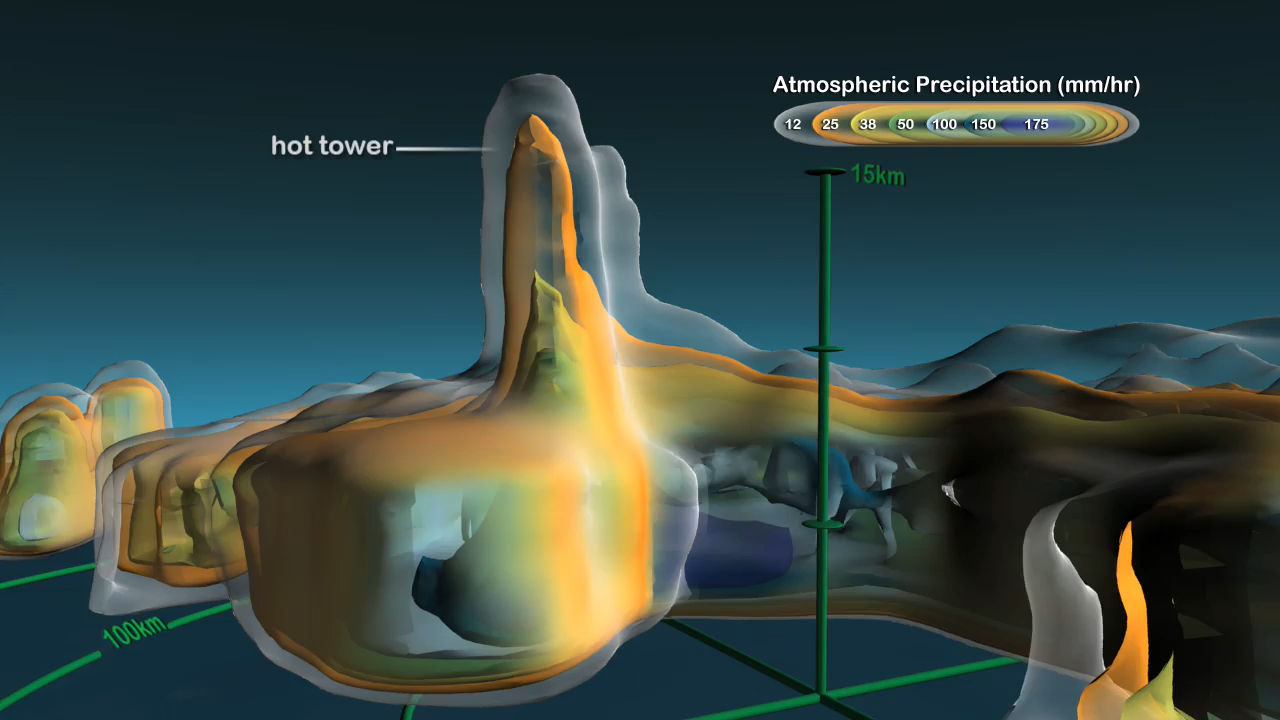 Atmospheric Precipitation (mm/hr)
12 25 38 50 100 150 175
hot tower
15km
100km